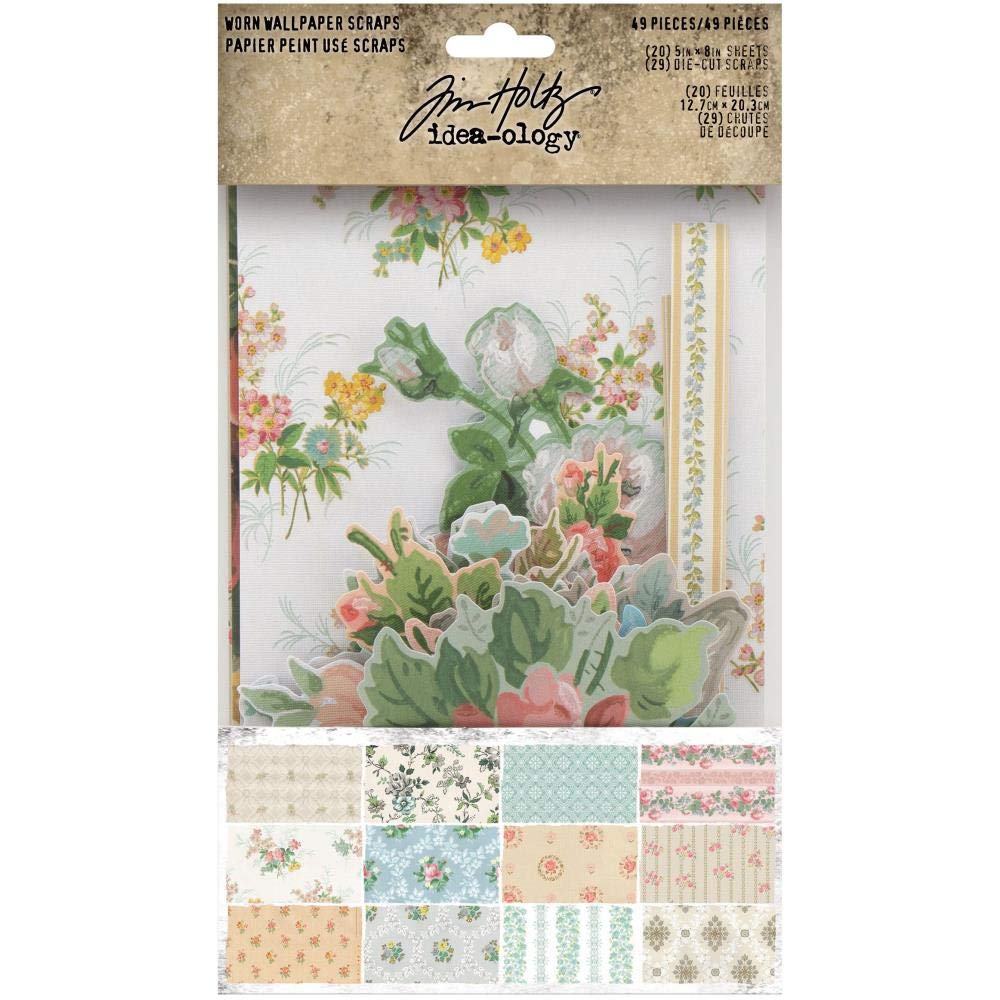 WORN WALLPAPER SCRAPS
PAPIER PEINT USÉ SCRAPS
49 PIECES/49 PIÈCES
(20) 5IN × 8IN SHEETS
(29) DIE-CUT SCRAPS
(20) FEUILLES
12.7CM × 20.3CM
(29) CHUTES
DE DÉCOUPE
Tim Holtz
idea-ology